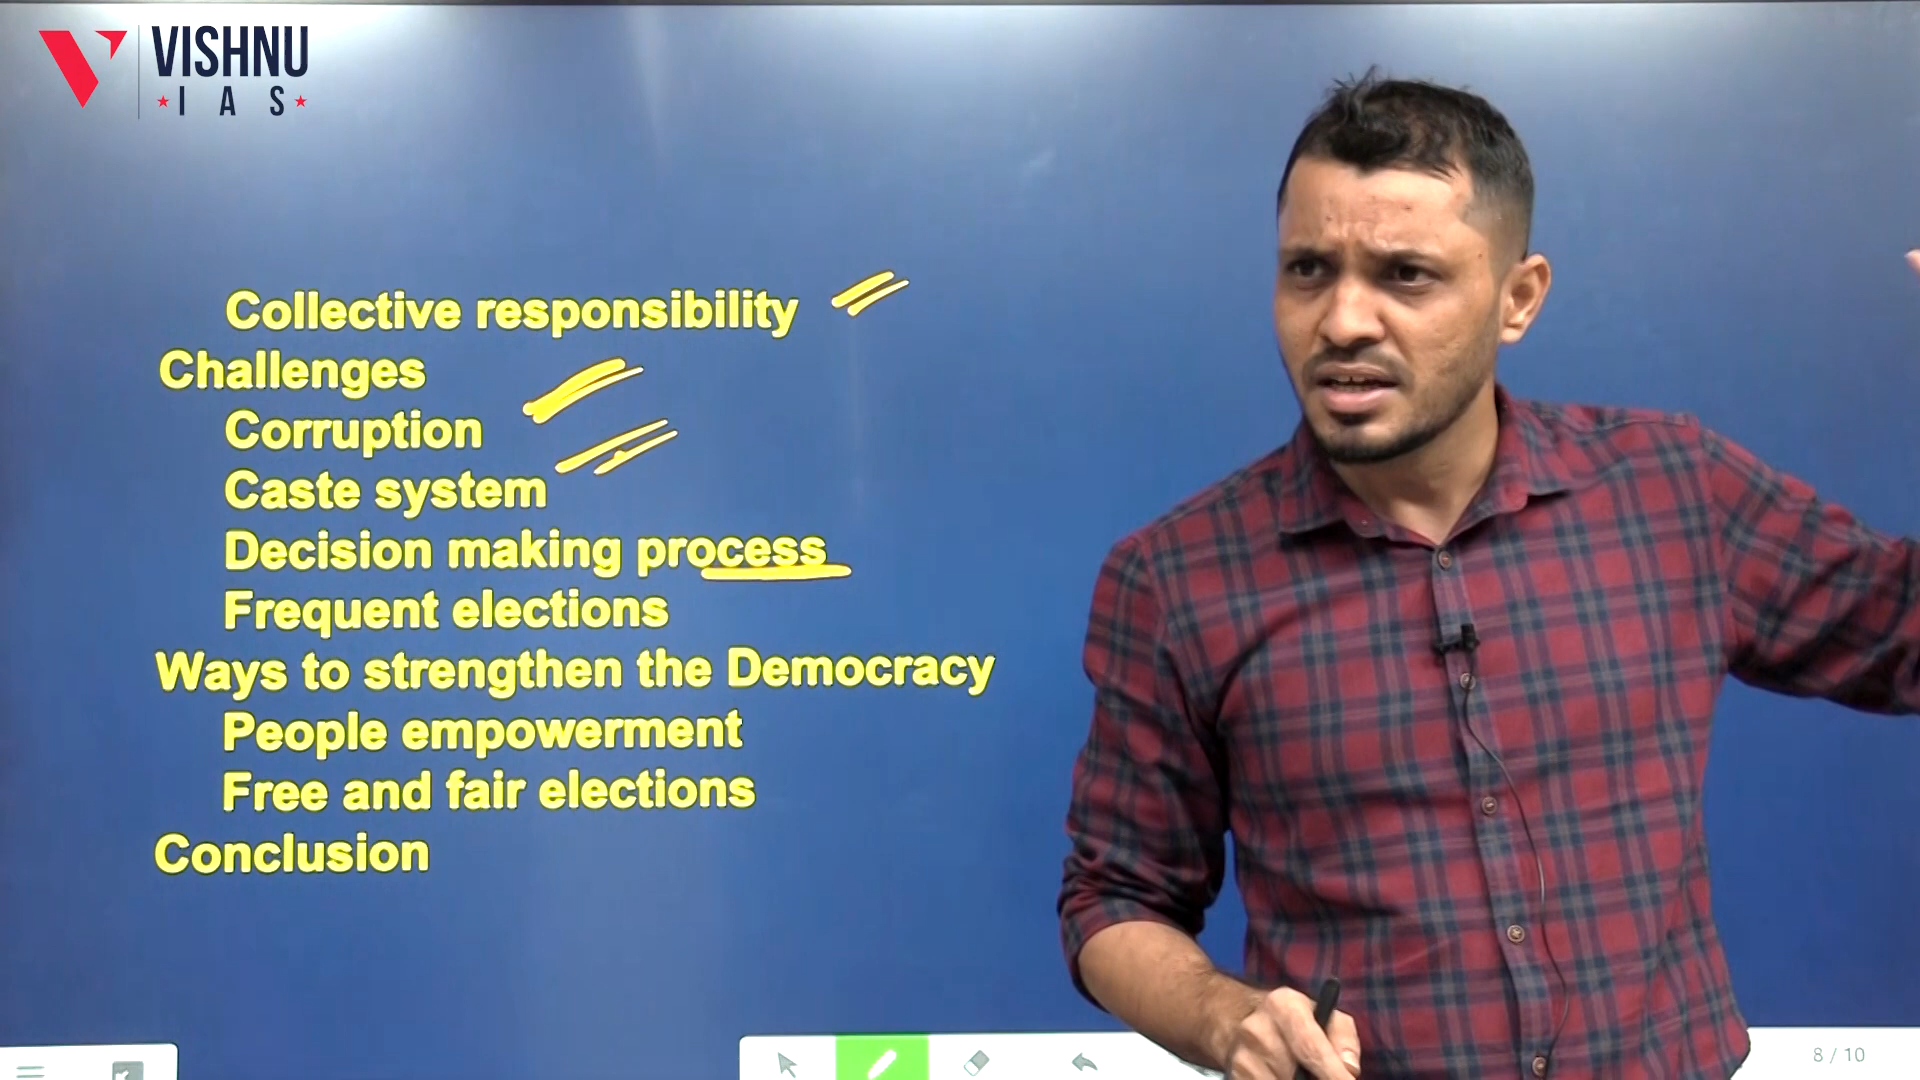 VISHNU
IAS
Collective responsibility
Challenges
Corruption
Caste system
Decision making process
Frequent elections
Ways to strengthen the Democracy
People empowerment
Free and fair elections
Conclusion
8 / 10